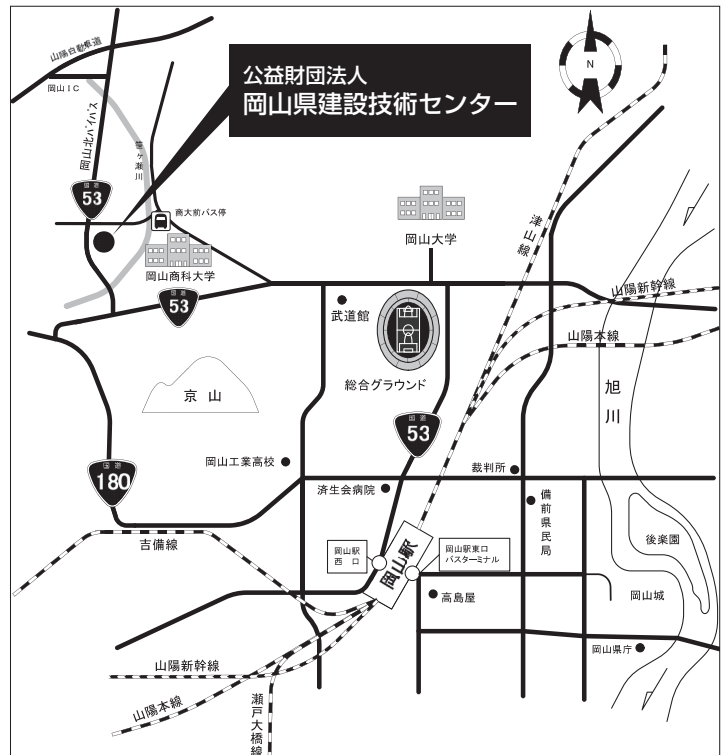 山陽自動車道
岡山IC
岡山北バイパス
笹ヶ瀬川
公益財団法人
岡山県建設技術センター
N
国道
53
商大前バス停
岡山商科大学
国道
53
岡山大学
津山線
山陽新幹線
山陽本線
武道館
総合グラウンド
京山
旭川
国道
53
岡山工業高校
裁判所
国道
180
済生会病院
備前県民局
吉備線
岡山駅
西口
岡山駅
岡山駅東口
バスターミナル
後楽園
高島屋
岡山城
岡山県庁
山陽新幹線
山陽本線
瀬戸大橋線